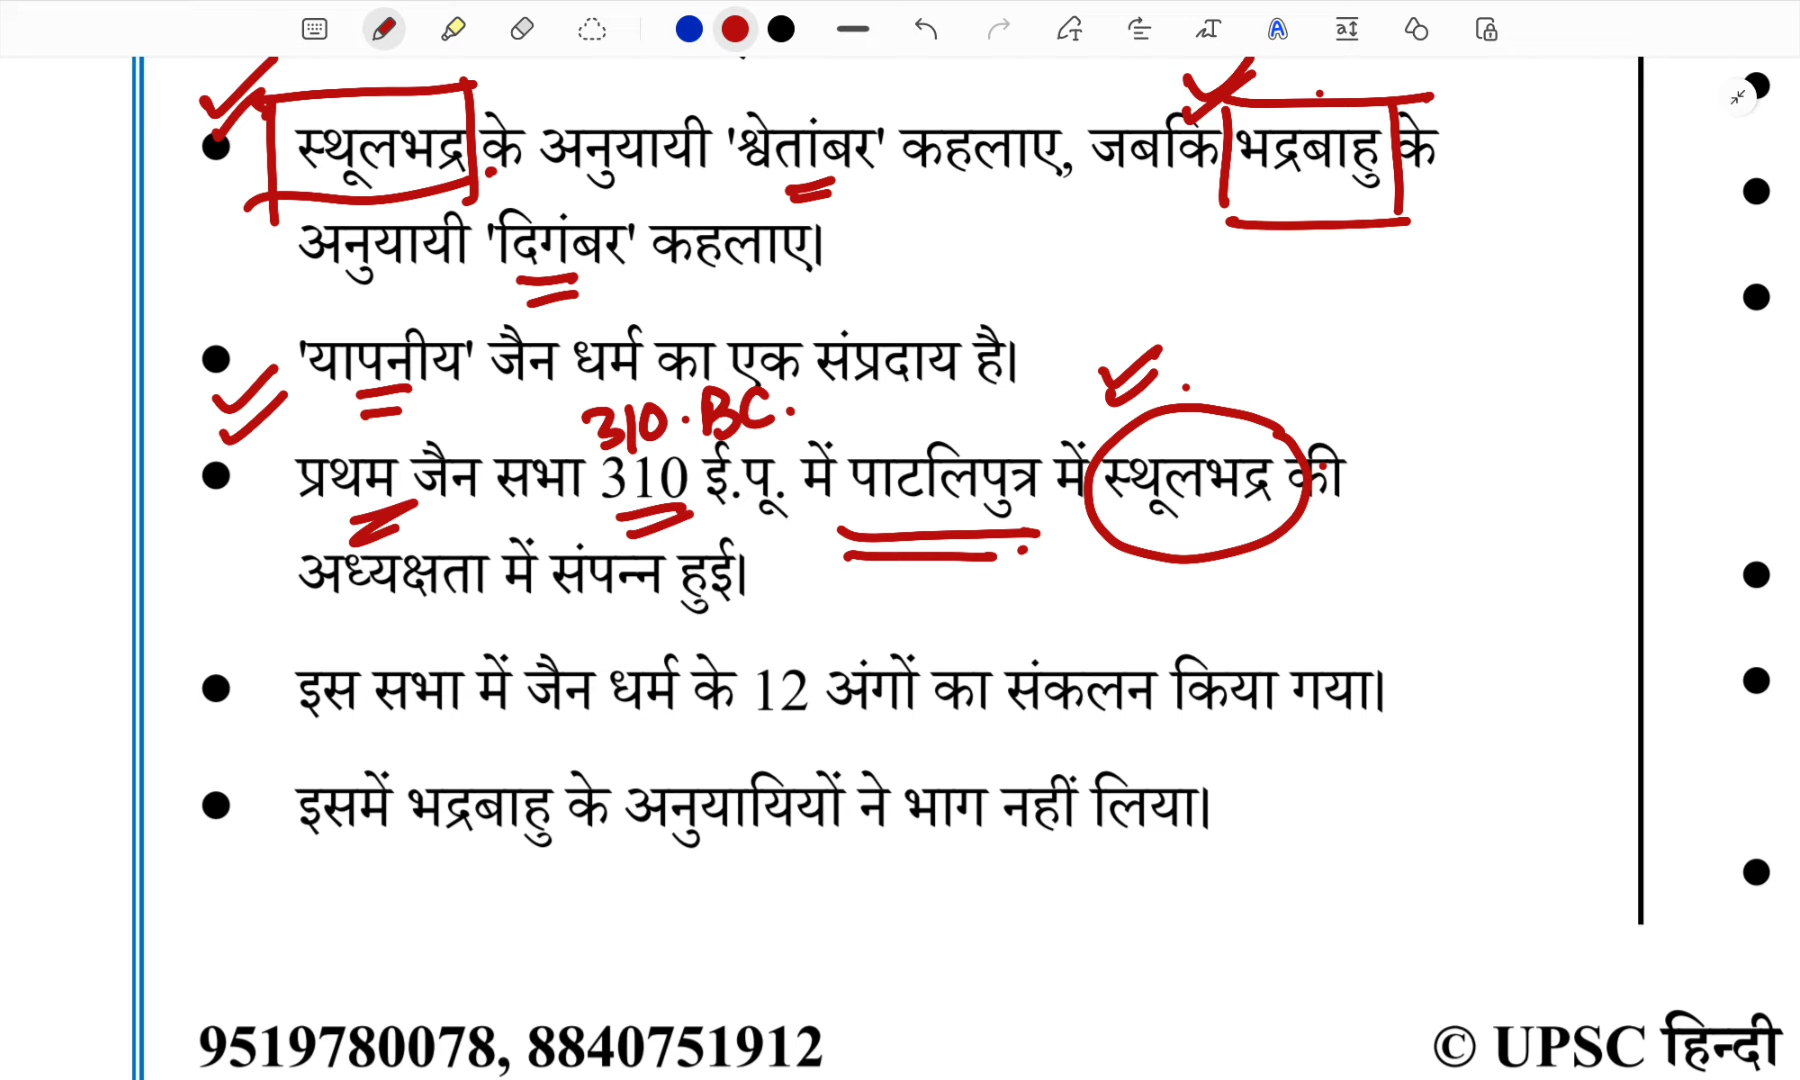 स्थूलभद्र के अनुयायी 'श्वेतांबर' कहलाए, जबकि भद्रबाहु के
अनुयायी 'दिगंबर' कहलाए।
'यापनीय' जैन धर्म का एक संप्रदाय है।
310 BC
प्रथम जैन सभा 310 ई.पू. में पाटलिपुत्र में स्थूलभद्र की
अध्यक्षता में संपन्न हुई।
इस सभा में जैन धर्म के 12 अंगों का संकलन किया गया।
इसमें भद्रबाहु के अनुयायियों ने भाग नहीं लिया।
9519780078, 8840751912
© UPSC हिन्दी